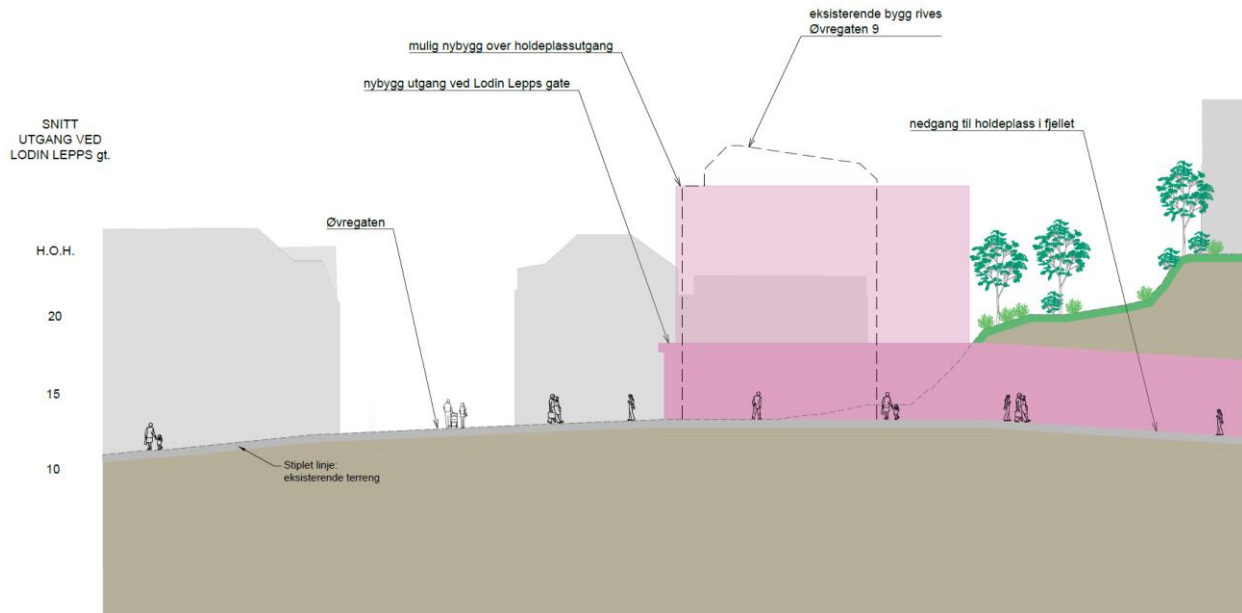 eksisterende bygg rives
Øvregaten 9
mulig nybygg over holdeplassutgang
nybygg utgang ved Lodin Lepps gate
nedgang til holdeplass i fjellet
SNITT
UTGANG VED
LODIN LEPPS gt.
Øvregaten
H.O.H.
20
15
10
Stiplet linje:
eksisterende terreng